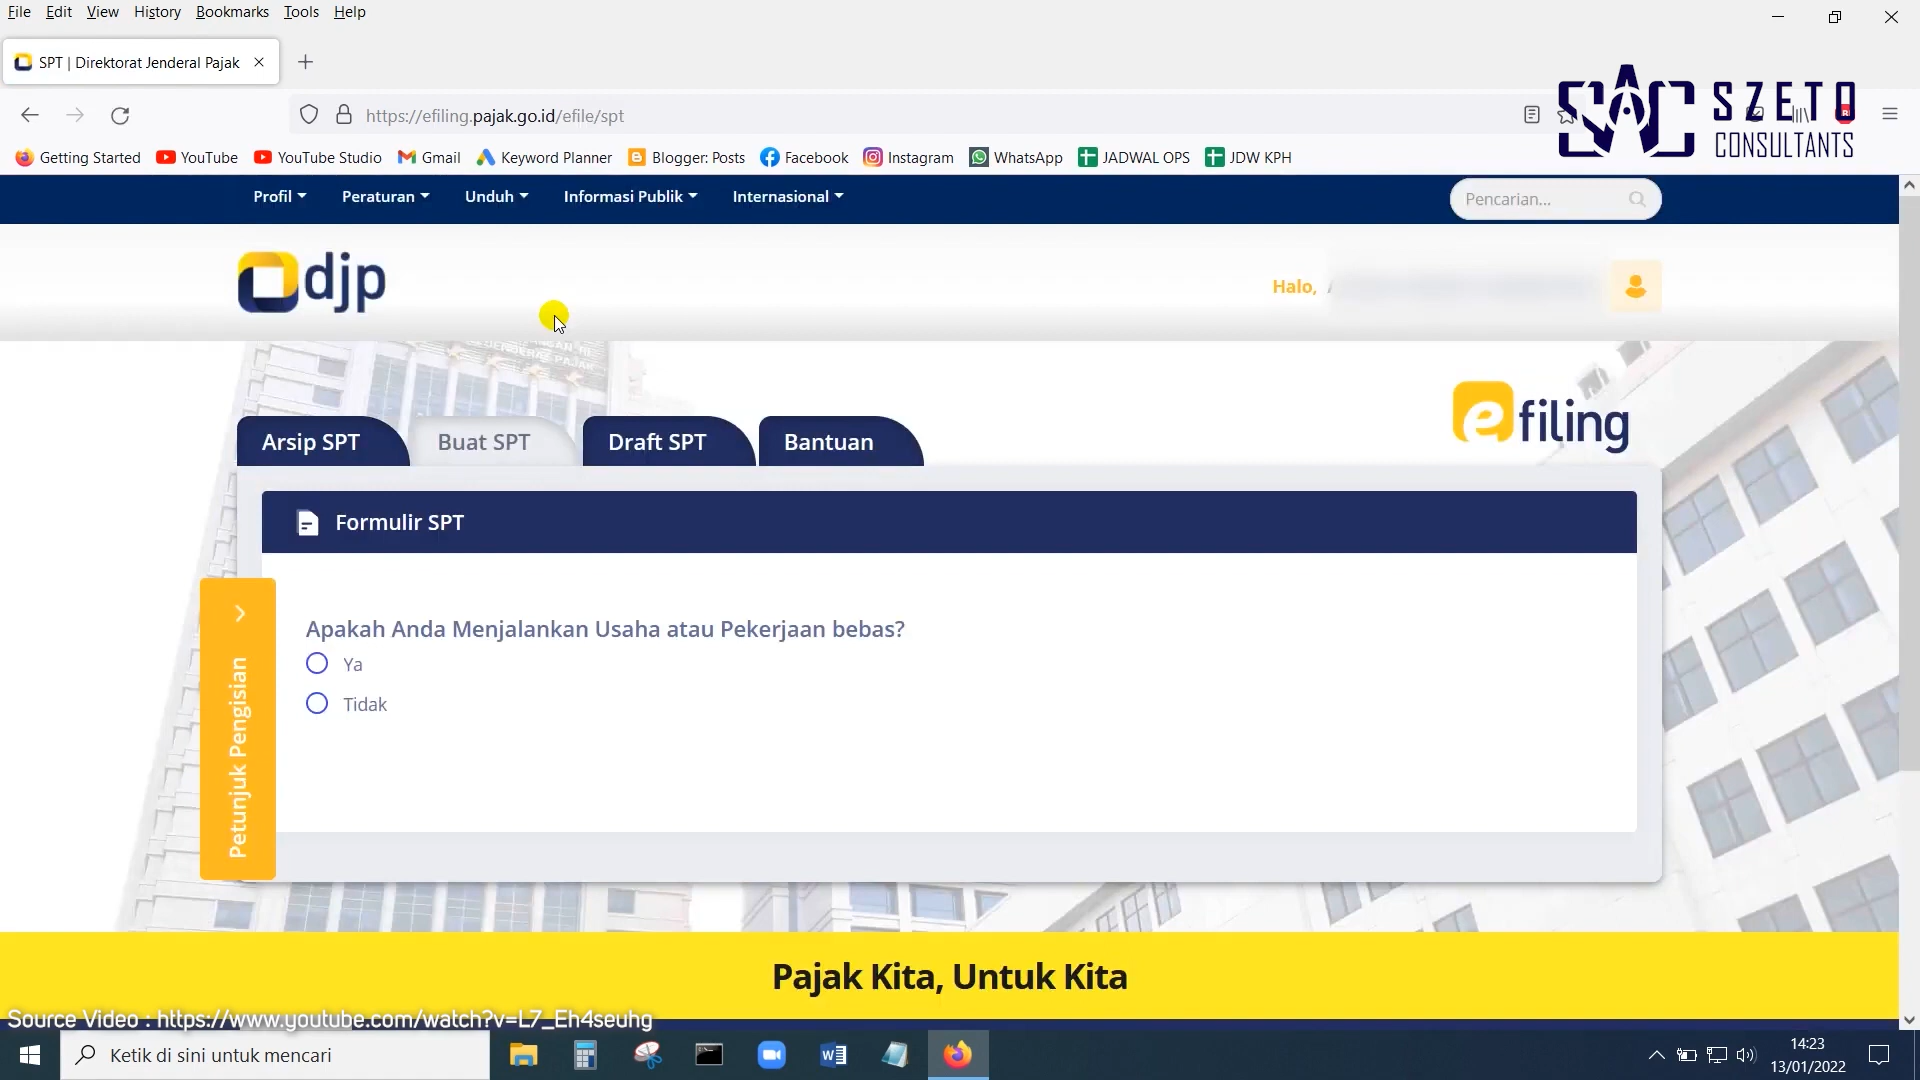 File Edit View History Bookmarks Tools Help
SPT | Direktorat Jenderal Pajak
https://efiling.pajak.go.id/efile/spt
SAC SZETO
CONSULTANTS
Getting Started YouTube YouTube Studio Gmail Keyword Planner Blogger: Posts Facebook Instagram WhatsApp JADWAL OPS JDW KPH
Profil Peraturan Unduh Informasi Publik Internasional Pencarian...
djp
Halo,
efiling
Arsip SPT Buat SPT Draft SPT Bantuan
Formulir SPT
Apakah Anda Menjalankan Usaha atau Pekerjaan bebas?
Ya
Tidak
Petunjuk Pengisian
Pajak Kita, Untuk Kita
Source Video : https://www.youtube.com/watch?v=L7_Eh4seuhg
Ketik di sini untuk mencari
14:23
13/01/2022